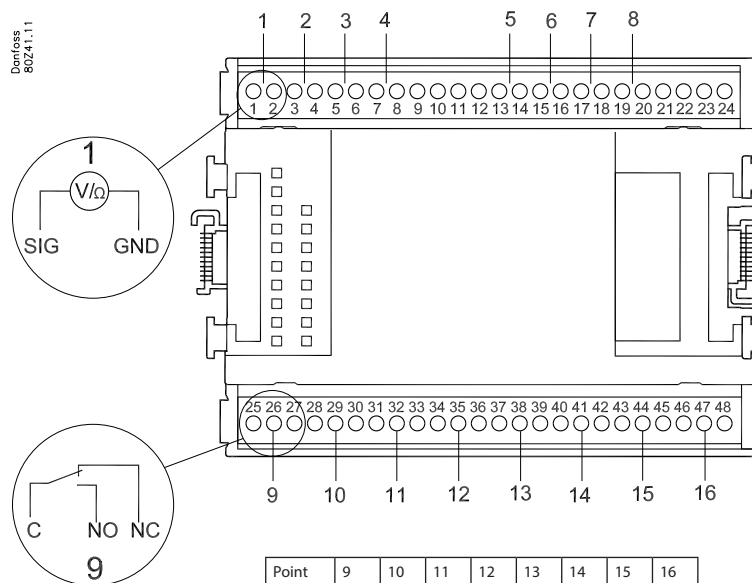 Danfoss
80Z41.11
1 2 3 4 5 6 7 8
1 2 3 4 5 6 7 8 9 10 11 12 13 14 15 16 17 18 19 20 21 22 23 24
1
V/Ω
SIG GND
25 26 27 28 29 30 31 32 33 34 35 36 37 38 39 40 41 42 43 44 45 46 47 48
9 10 11 12 13 14 15 16
C NO NC
9
Point 9 10 11 12 13 14 15 16